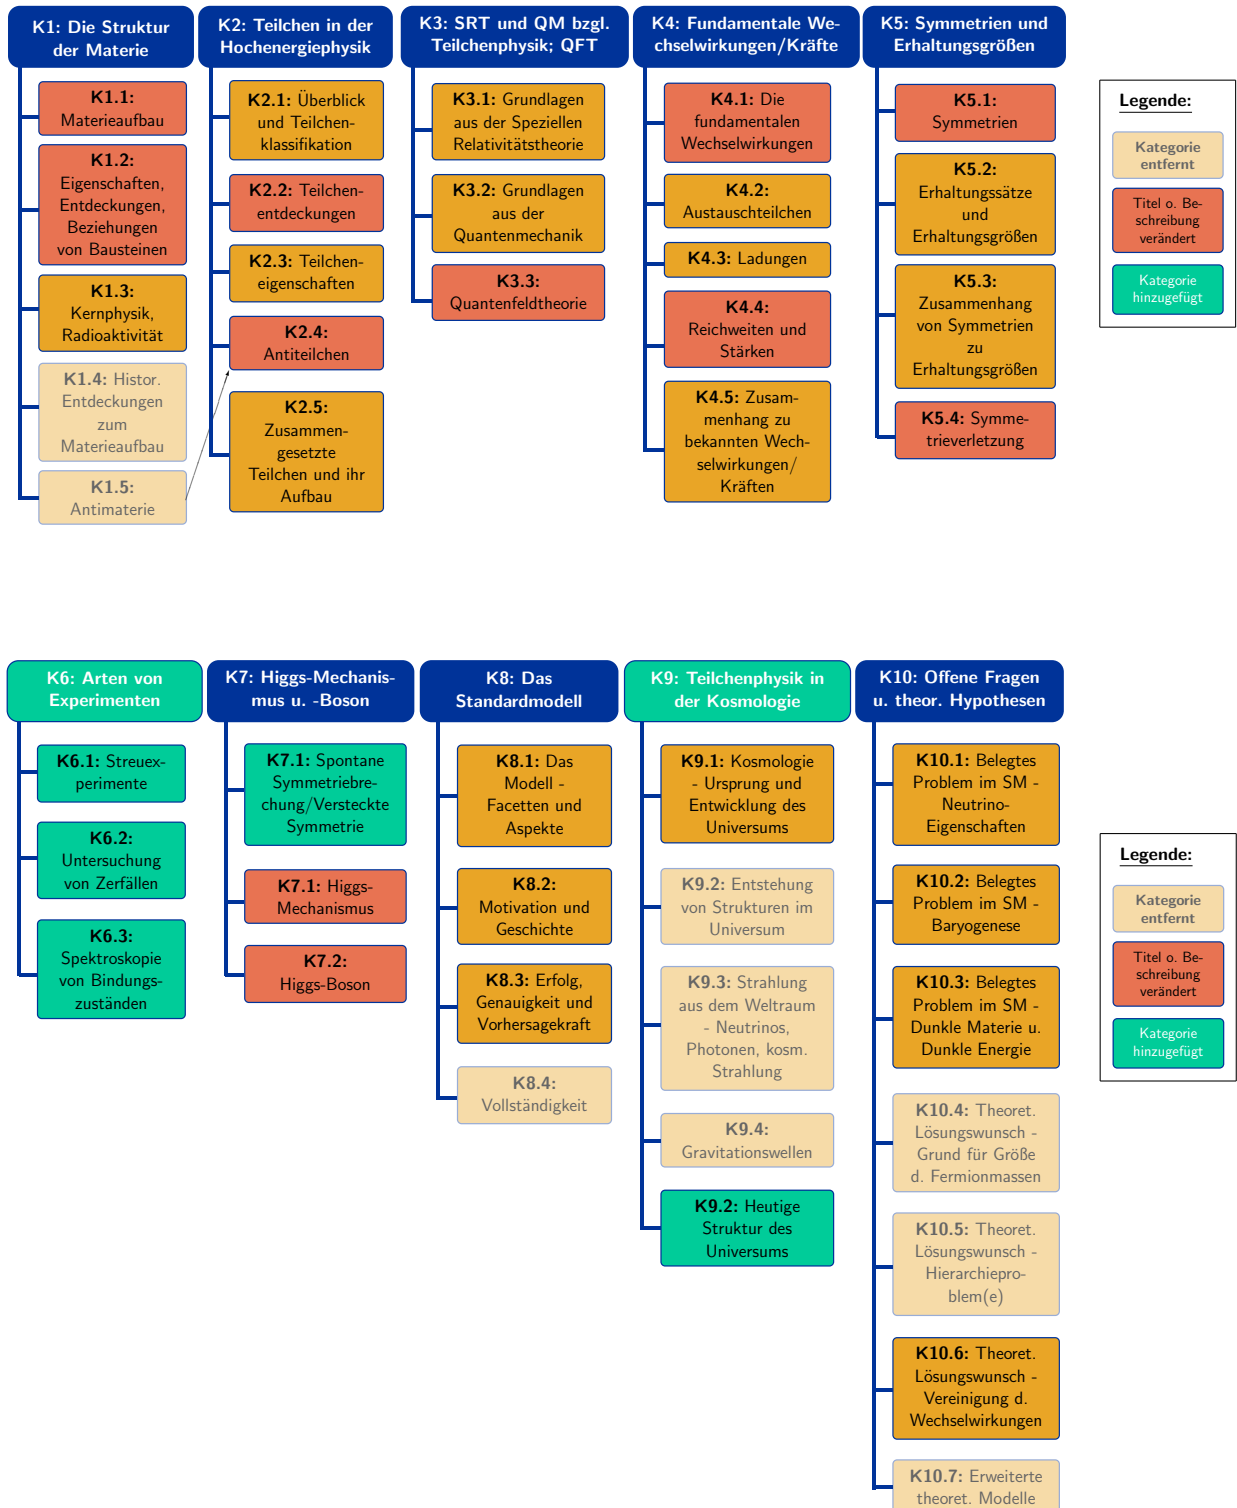 K1: Die Struktur
der Materie
K1.1:
Materieaufbau
K1.2:
Eigenschaften,
Entdeckungen,
Beziehungen
von Bausteinen
K1.3:
Kernphysik,
Radioaktivität
K1.4: Histor.
Entdeckungen
zum
Materieaufbau
K1.5:
Antimaterie
K2: Teilchen in der
Hochenergiephysik
K2.1: Überblick
und Teilchen-
klassifikation
K2.2: Teilchen-
entdeckungen
K2.3: Teilchen-
eigenschaften
K2.4:
Antiteilchen
K2.5:
Zusammen-
gesetzte
Teilchen und ihr
Aufbau
K3: SRT und QM bzgl.
Teilchenphysik; QFT
K3.1: Grundlagen
aus der Speziellen
Relativitätstheorie
K3.2: Grundlagen
aus der
Quantenmechanik
K3.3:
Quantenfeldtheorie
K4: Fundamentale We-
chselwirkungen/Kräfte
K4.1: Die
fundamentalen
Wechselwirkungen
K4.2:
Austauschteilchen
K4.3: Ladungen
K4.4:
Reichweiten und
Stärken
K4.5: Zusam-
menhang zu
bekannten Wech-
selwirkungen/
Kräften
K5: Symmetrien und
Erhaltungsgrößen
K5.1:
Symmetrien
K5.2:
Erhaltungssätze
und
Erhaltungsgrößen
K5.3:
Zusammenhang
von Symmetrien
zu
Erhaltungsgrößen
K5.4: Symme-
trieverletzung
Legende:
Kategorie
entfernt
Titel o. Be-
schreibung
verändert
Kategorie
hinzugefügt
K6: Arten von
Experimenten
K6.1: Streuex-
perimente
K6.2:
Untersuchung
von Zerfällen
K6.3:
Spektroskopie
von Bindungs-
zuständen
K7: Higgs-Mechanis-
mus u. -Boson
K7.1: Spontane
Symmetriebre-
chung/Versteckte
Symmetrie
K7.1: Higgs-
Mechanismus
K7.2:
Higgs-Boson
K8: Das
Standardmodell
K8.1: Das
Modell -
Facetten und
Aspekte
K8.2:
Motivation und
Geschichte
K8.3: Erfolg,
Genauigkeit und
Vorhersagekraft
K8.4:
Vollständigkeit
K9: Teilchenphysik in
der Kosmologie
K9.1: Kosmologie
- Ursprung und
Entwicklung des
Universums
K9.2: Entstehung
von Strukturen im
Universum
K9.3: Strahlung
aus dem Weltraum
- Neutrinos,
Photonen, kosm.
Strahlung
K9.4:
Gravitationswellen
K9.2: Heutige
Struktur des
Universums
K10: Offene Fragen
u. theor. Hypothesen
K10.1: Belegtes
Problem im SM -
Neutrino-
Eigenschaften
K10.2: Belegtes
Problem im SM -
Baryogenese
K10.3: Belegtes
Problem im SM -
Dunkle Materie u.
Dunkle Energie
K10.4: Theoret.
Lösungswunsch -
Grund für Größe
d. Fermionmassen
K10.5: Theoret.
Lösungswunsch -
Hierarchiepro-
blem(e)
K10.6: Theoret.
Lösungswunsch -
Vereinigung d.
Wechselwirkungen
K10.7: Erweiterte
theoret. Modelle
Legende:
Kategorie
entfernt
Titel o. Be-
schreibung
verändert
Kategorie
hinzugefügt